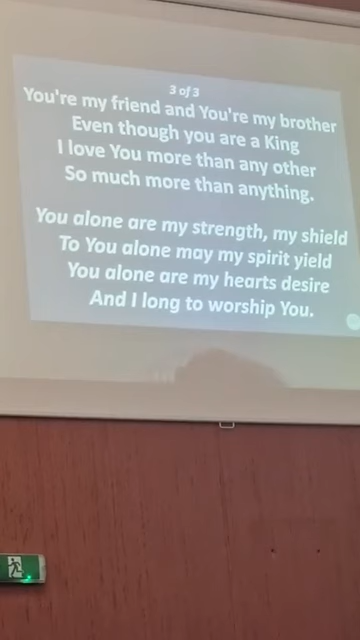 3 of 3
You're my friend and You're my brother
Even though you are a King
I love You more than any other
So much more than anything.
You alone are my strength, my shield
To You alone may my spirit yield
You alone are my hearts desire
And I long to worship You.